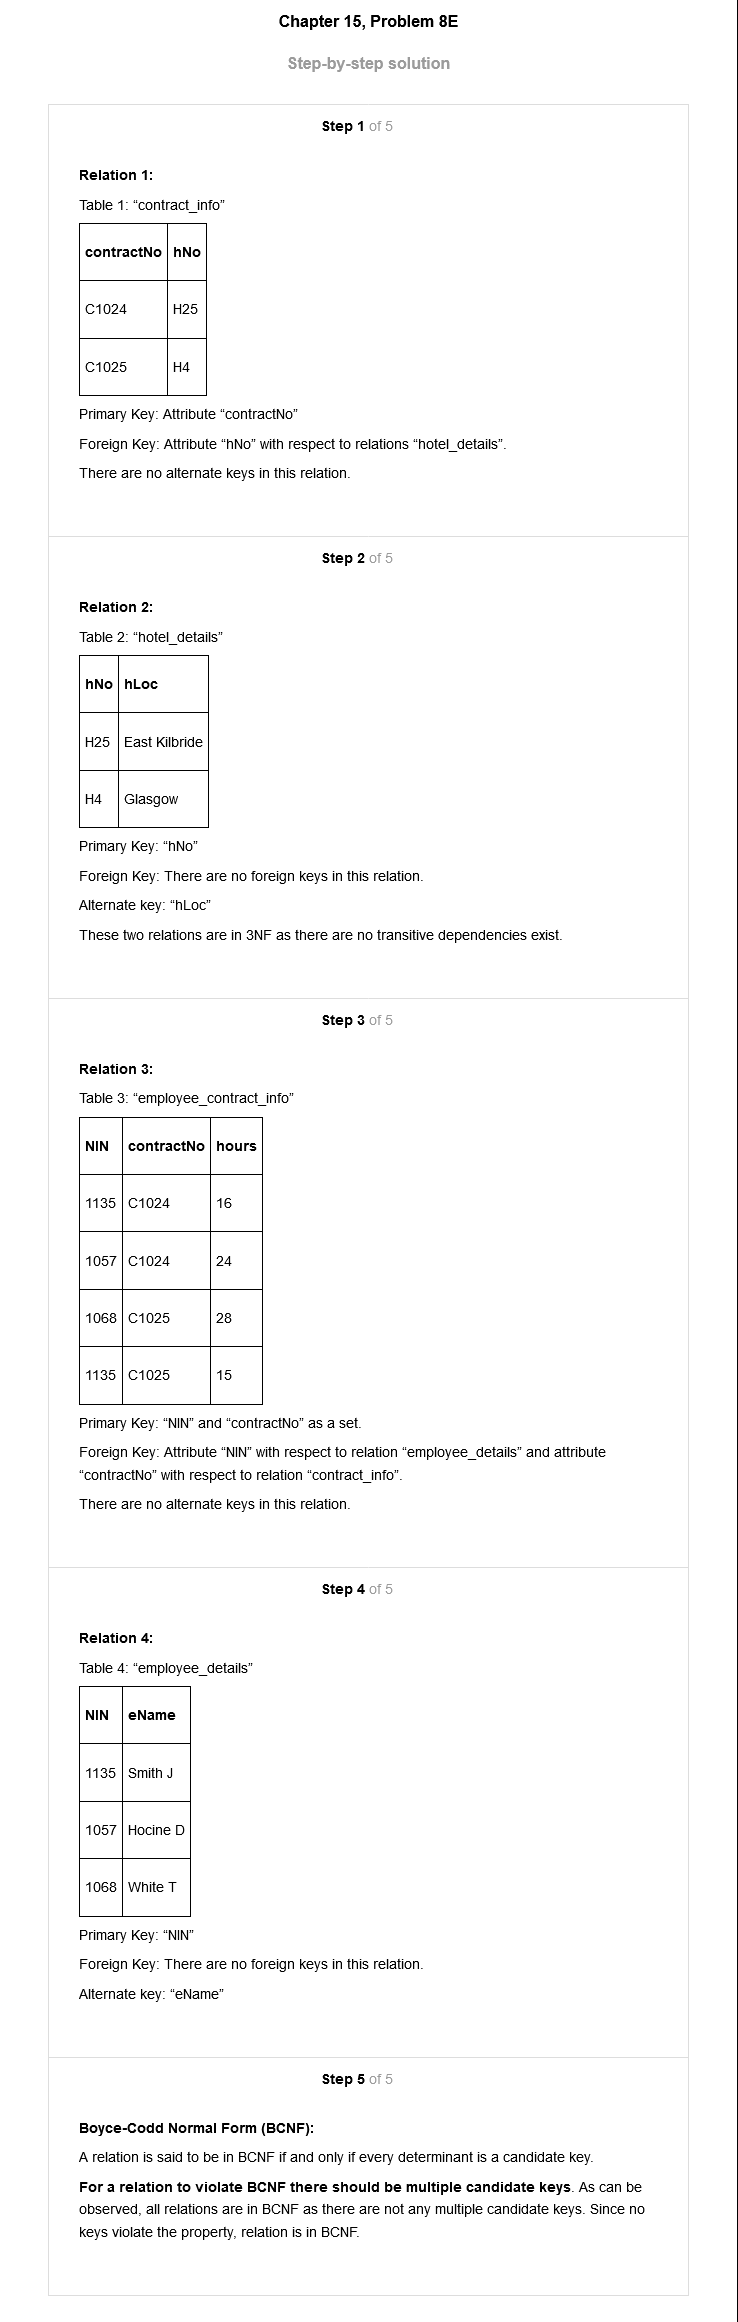 Chapter 15, Problem 8E
Step-by-step solution
Step 1 of 5
Relation 1:
Table 1: “contract_info”
contractNo hNo
C1024 H25
C1025 H4
Primary Key: Attribute “contractNo”
Foreign Key: Attribute “hNo” with respect to relations “hotel_details”.
There are no alternate keys in this relation.
Step 2 of 5
Relation 2:
Table 2: “hotel_details”
hNo hLoc
H25 East Kilbride
H4 Glasgow
Primary Key: “hNo”
Foreign Key: There are no foreign keys in this relation.
Alternate key: “hLoc”
These two relations are in 3NF as there are no transitive dependencies exist.
Step 3 of 5
Relation 3:
Table 3: “employee_contract_info”
NIN contractNo hours
1135 C1024 16
1057 C1024 24
1068 C1025 28
1135 C1025 15
Primary Key: “NIN” and “contractNo” as a set.
Foreign Key: Attribute “NIN” with respect to relation “employee_details” and attribute
“contractNo” with respect to relation “contract_info”.
There are no alternate keys in this relation.
Step 4 of 5
Relation 4:
Table 4: “employee_details”
NIN eName
1135 Smith J
1057 Hocine D
1068 White T
Primary Key: “NIN”
Foreign Key: There are no foreign keys in this relation.
Alternate key: “eName”
Step 5 of 5
Boyce-Codd Normal Form (BCNF):
A relation is said to be in BCNF if and only if every determinant is a candidate key.
For a relation to violate BCNF there should be multiple candidate keys. As can be
observed, all relations are in BCNF as there are not any multiple candidate keys. Since no
keys violate the property, relation is in BCNF.